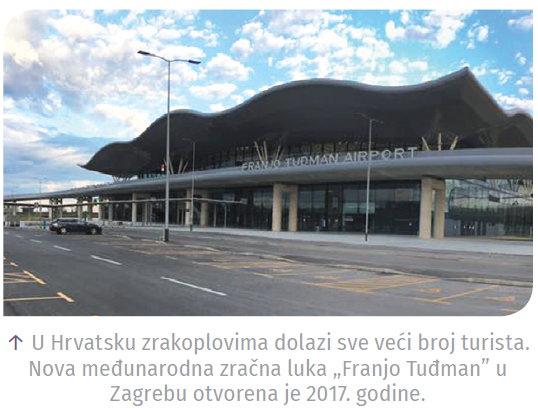 FRANJO TUĐMAN AIRPORT
↑ U Hrvatsku zrakoplovima dolazi sve veći broj turista.
Nova međunarodna zračna luka „Franjo Tuđman” u
Zagrebu otvorena je 2017. godine.